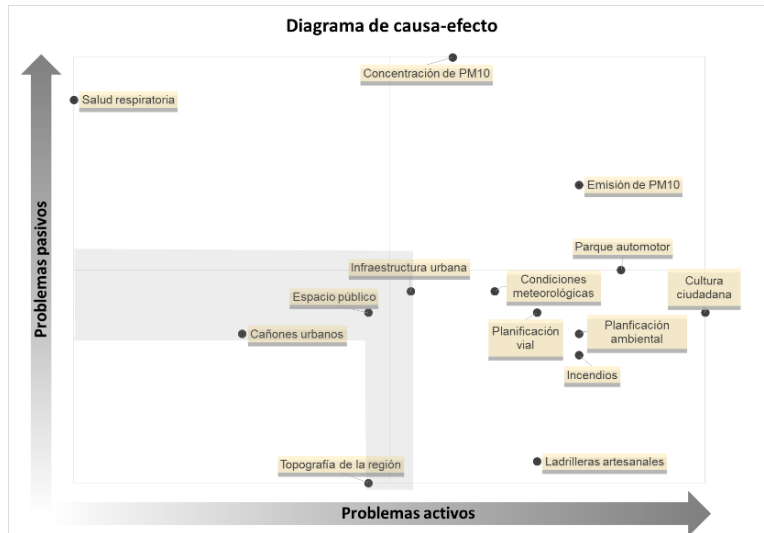 Diagrama de causa-efecto
Concentración de PM10
Salud respiratoria
Emisión de PM10
Parque automotor
Infraestructura urbana
Condiciones
meteorológicas
Cultura
ciudadana
Espacio público
Planificación
vial
Planficación
ambiental
Cañones urbanos
Incendios
Topografía de la región
Ladrilleras artesanales
Problemas pasivos
Problemas activos